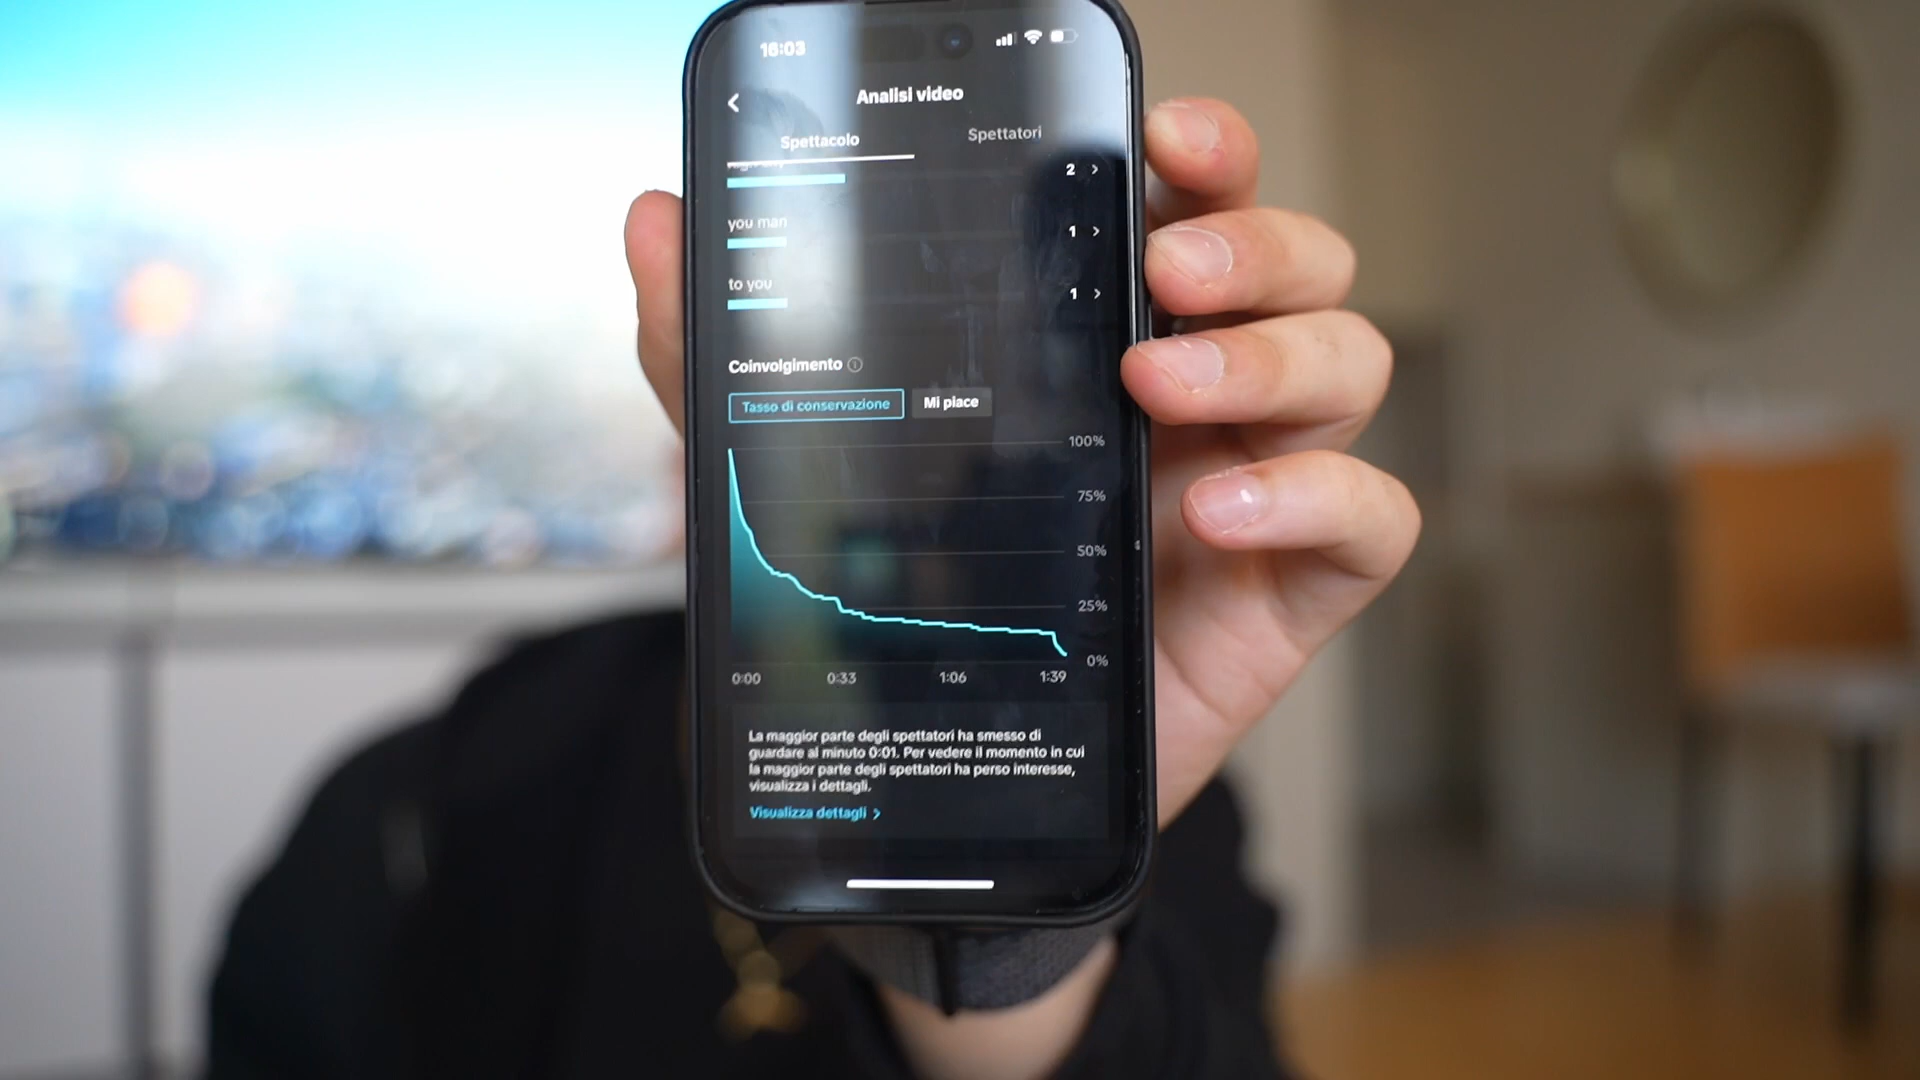 16:03
Analisi video
Spettacolo
Spettatori
2
you man
1
to you
1
Coinvolgimento
Tasso di conservazione
Mi piace
100%
75%
50%
25%
0%
0:00 0:33 1:06 1:39
La maggior parte degli spettatori ha smesso di
guardare al minuto 0:01. Per vedere il momento in cui
la maggior parte degli spettatori ha perso interesse,
visualizza i dettagli.
Visualizza dettagli